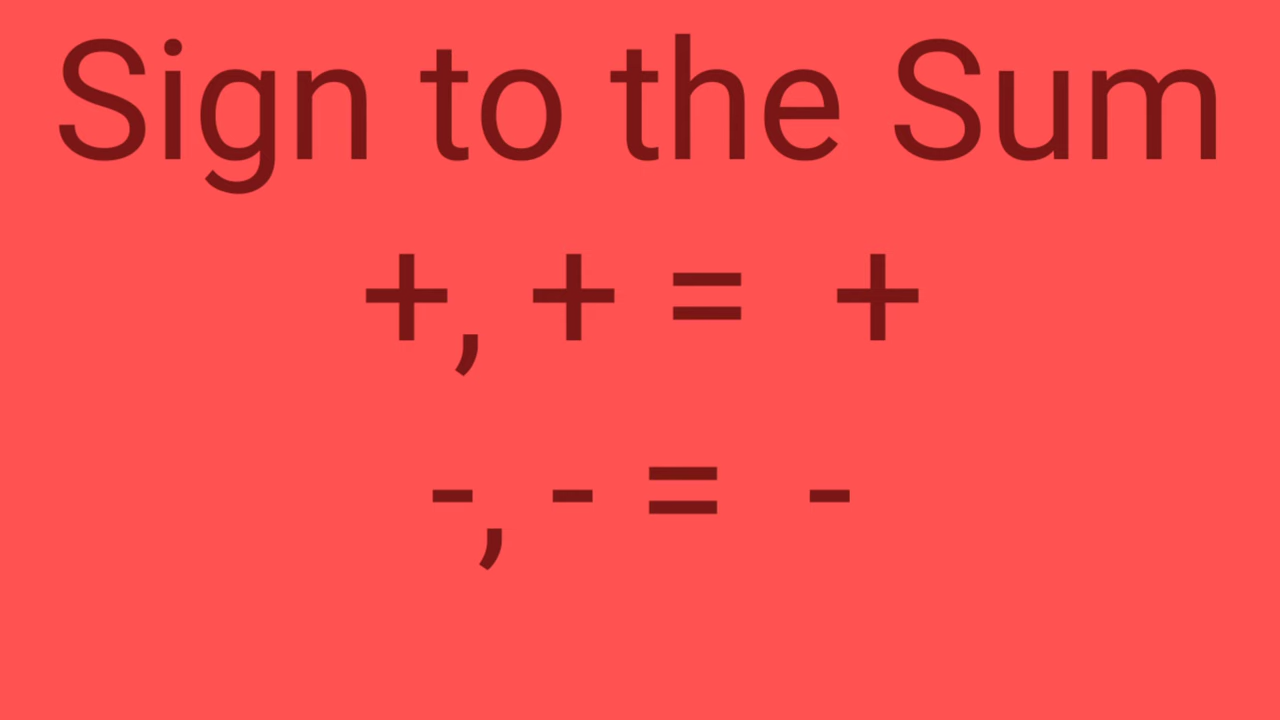 Sign to the Sum
+, + = +
-, - = -